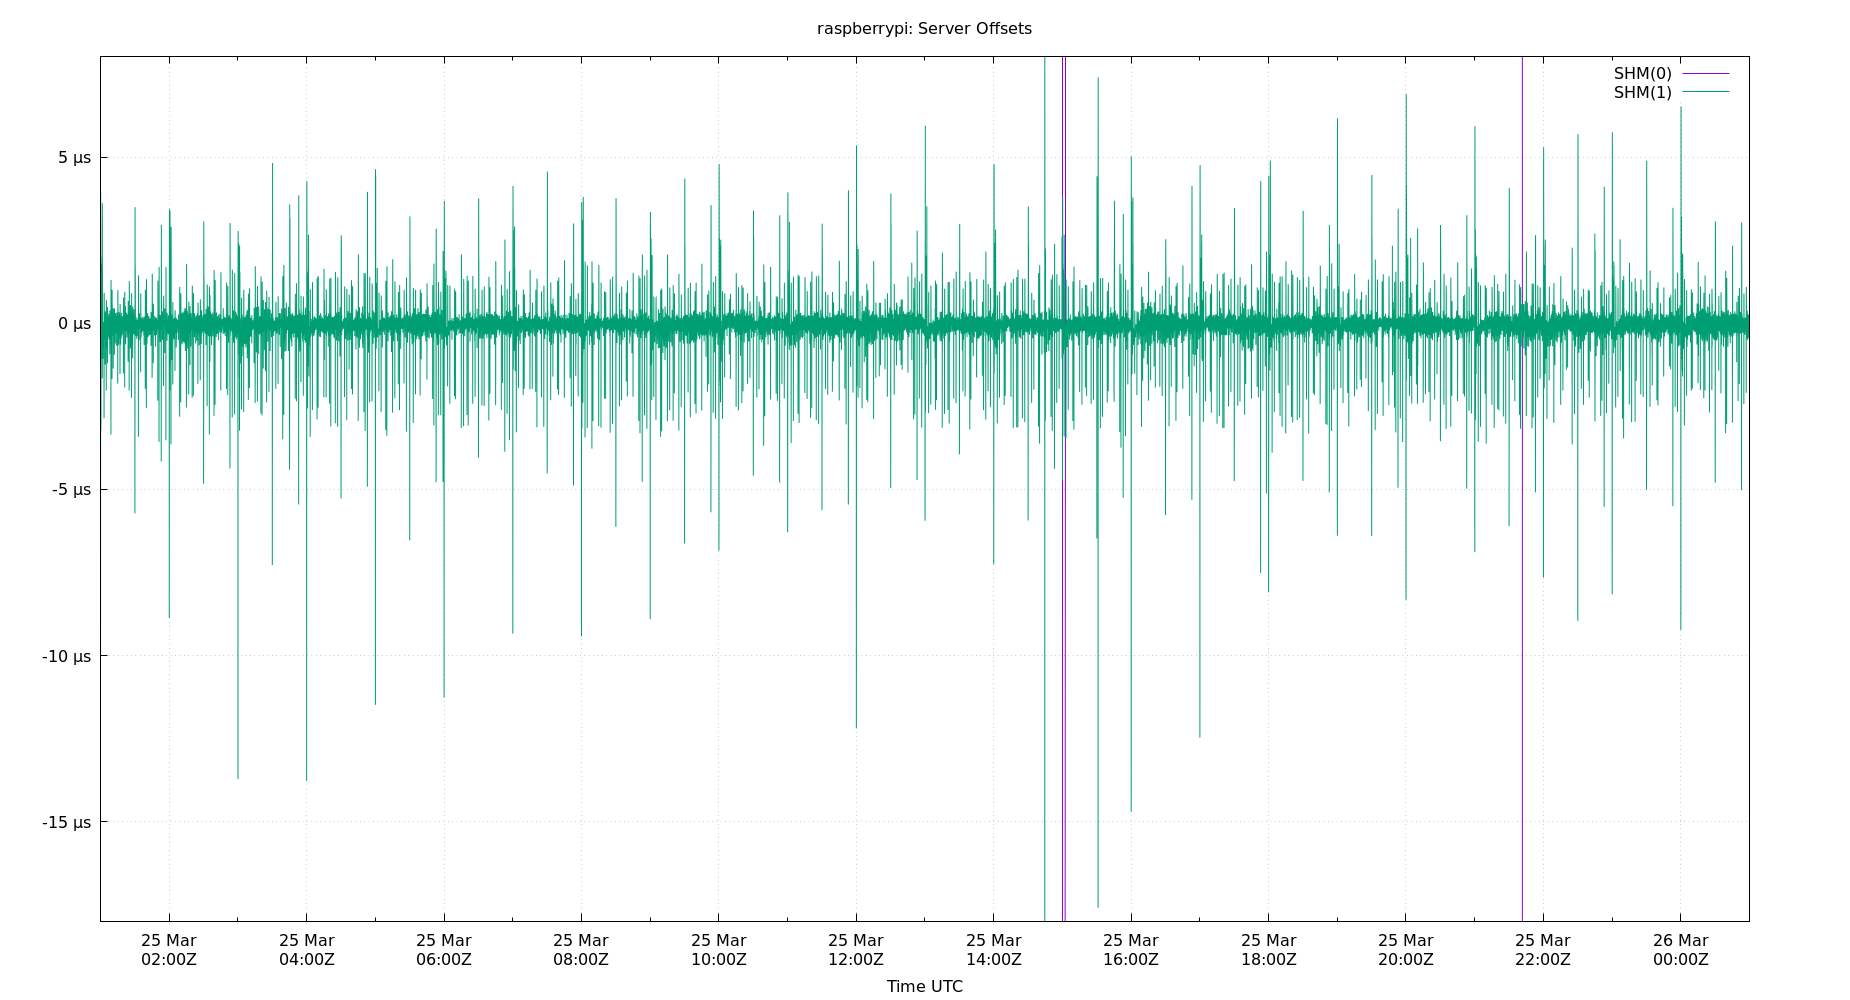 raspberrypi: Server Offsets
SHM(0)
SHM(1)
5 µs
0 µs
-5 µs
-10 µs
-15 µs
25 Mar 25 Mar 25 Mar 25 Mar 25 Mar 25 Mar 25 Mar 25 Mar 25 Mar 25 Mar 25 Mar 26 Mar
02:00Z 04:00Z 06:00Z 08:00Z 10:00Z 12:00Z 14:00Z 16:00Z 18:00Z 20:00Z 22:00Z 00:00Z
Time UTC